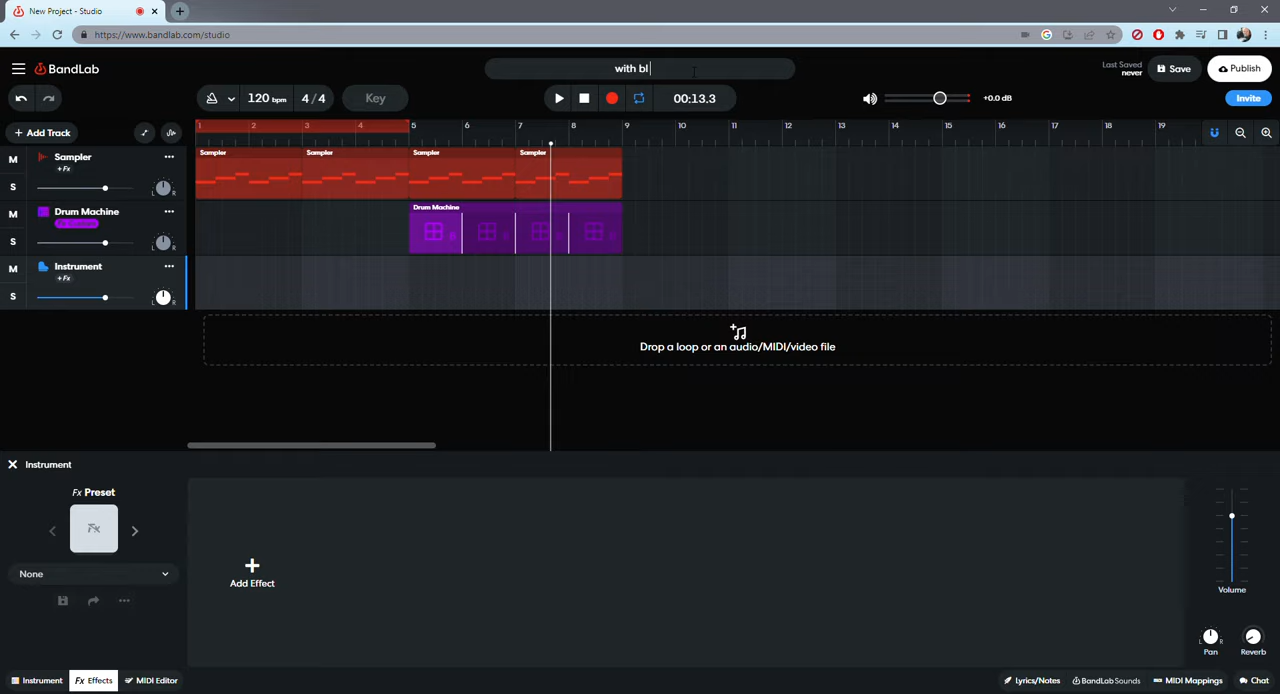 New Project - Studio
https://www.bandlab.com/studio
BandLab
with bl
Last Saved
never
Save
Publish
120 bpm
4 / 4
Key
00:13.3
+0.0 dB
Invite
+ Add Track
1 2 3 4 5 6 7 8 9 10 11 12 13 14 15 16 17 18 19
M
Sampler
+Fx
S
L R
Sampler Sampler Sampler Sampler
M
Drum Machine
S
L R
Drum Machine
M
Instrument
+Fx
S
L R
Drop a loop or an audio/MIDI/video file
Instrument
Fx Preset
Fx
None
Add Effect
Volume
L R
Pan
Reverb
Instrument
Fx Effects
MIDI Editor
Lyrics/Notes
BandLab Sounds
MIDI Mappings
Chat